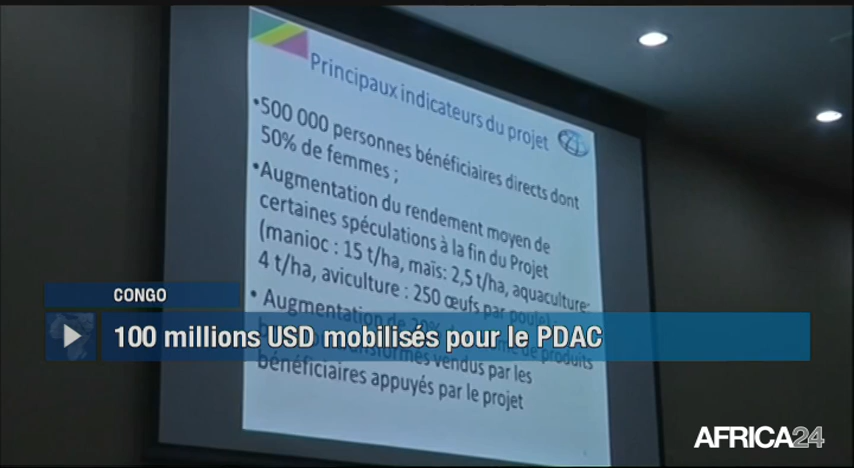 Principaux indicateurs du projet
•500 000 personnes bénéficiaires directs dont
50% de femmes ;
•Augmentation du rendement moyen de
certaines spéculations à la fin du Projet
(manioc : 15 t/ha, maïs: 2,5 t/ha, aquaculture:
4 t/ha, aviculture : 250 œufs par poule)
• Augmentation de produits
vendus par les
bénéficiaires appuyés par le projet
CONGO
100 millions USD mobilisés pour le PDAC
AFRICA24